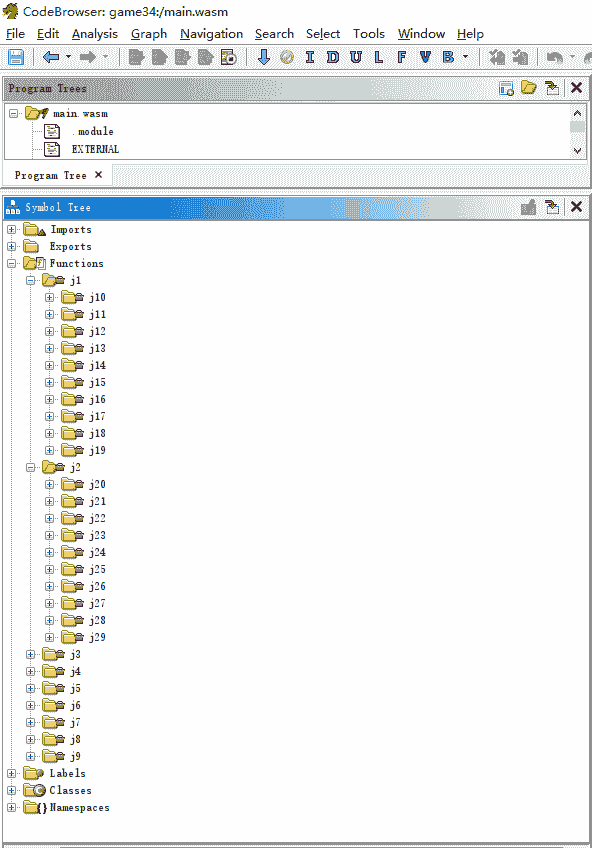 CodeBrowser: game34:/main.wasm
File Edit Analysis Graph Navigation Search Select Tools Window Help
I D U L F V B
Program Trees
main.wasm
.module
EXTERNAL
Program Tree
Symbol Tree
Imports
Exports
Functions
j1
j10
j11
j12
j13
j14
j15
j16
j17
j18
j19
j2
j20
j21
j22
j23
j24
j25
j26
j27
j28
j29
j3
j4
j5
j6
j7
j8
j9
Labels
Classes
Namespaces